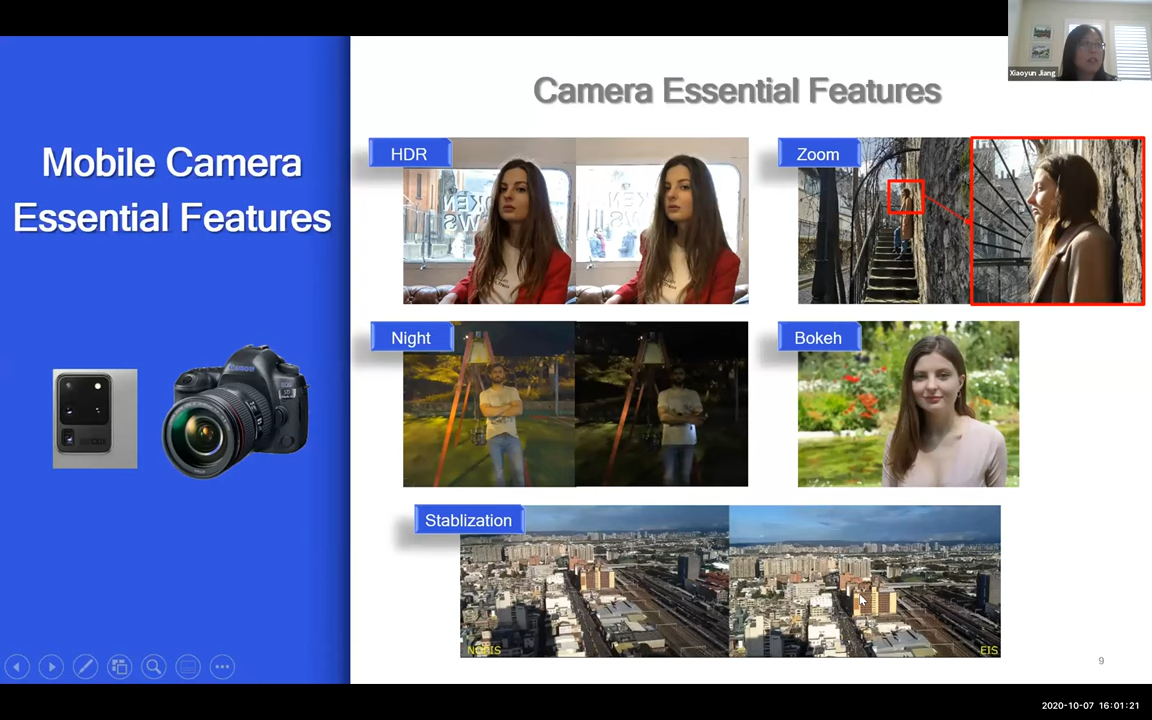 Xiaoyun Jiang
Camera Essential Features
Mobile Camera
Essential Features
HDR
Zoom
Night
Bokeh
Stablization
EIS
9
2020-10-07 16:01:21